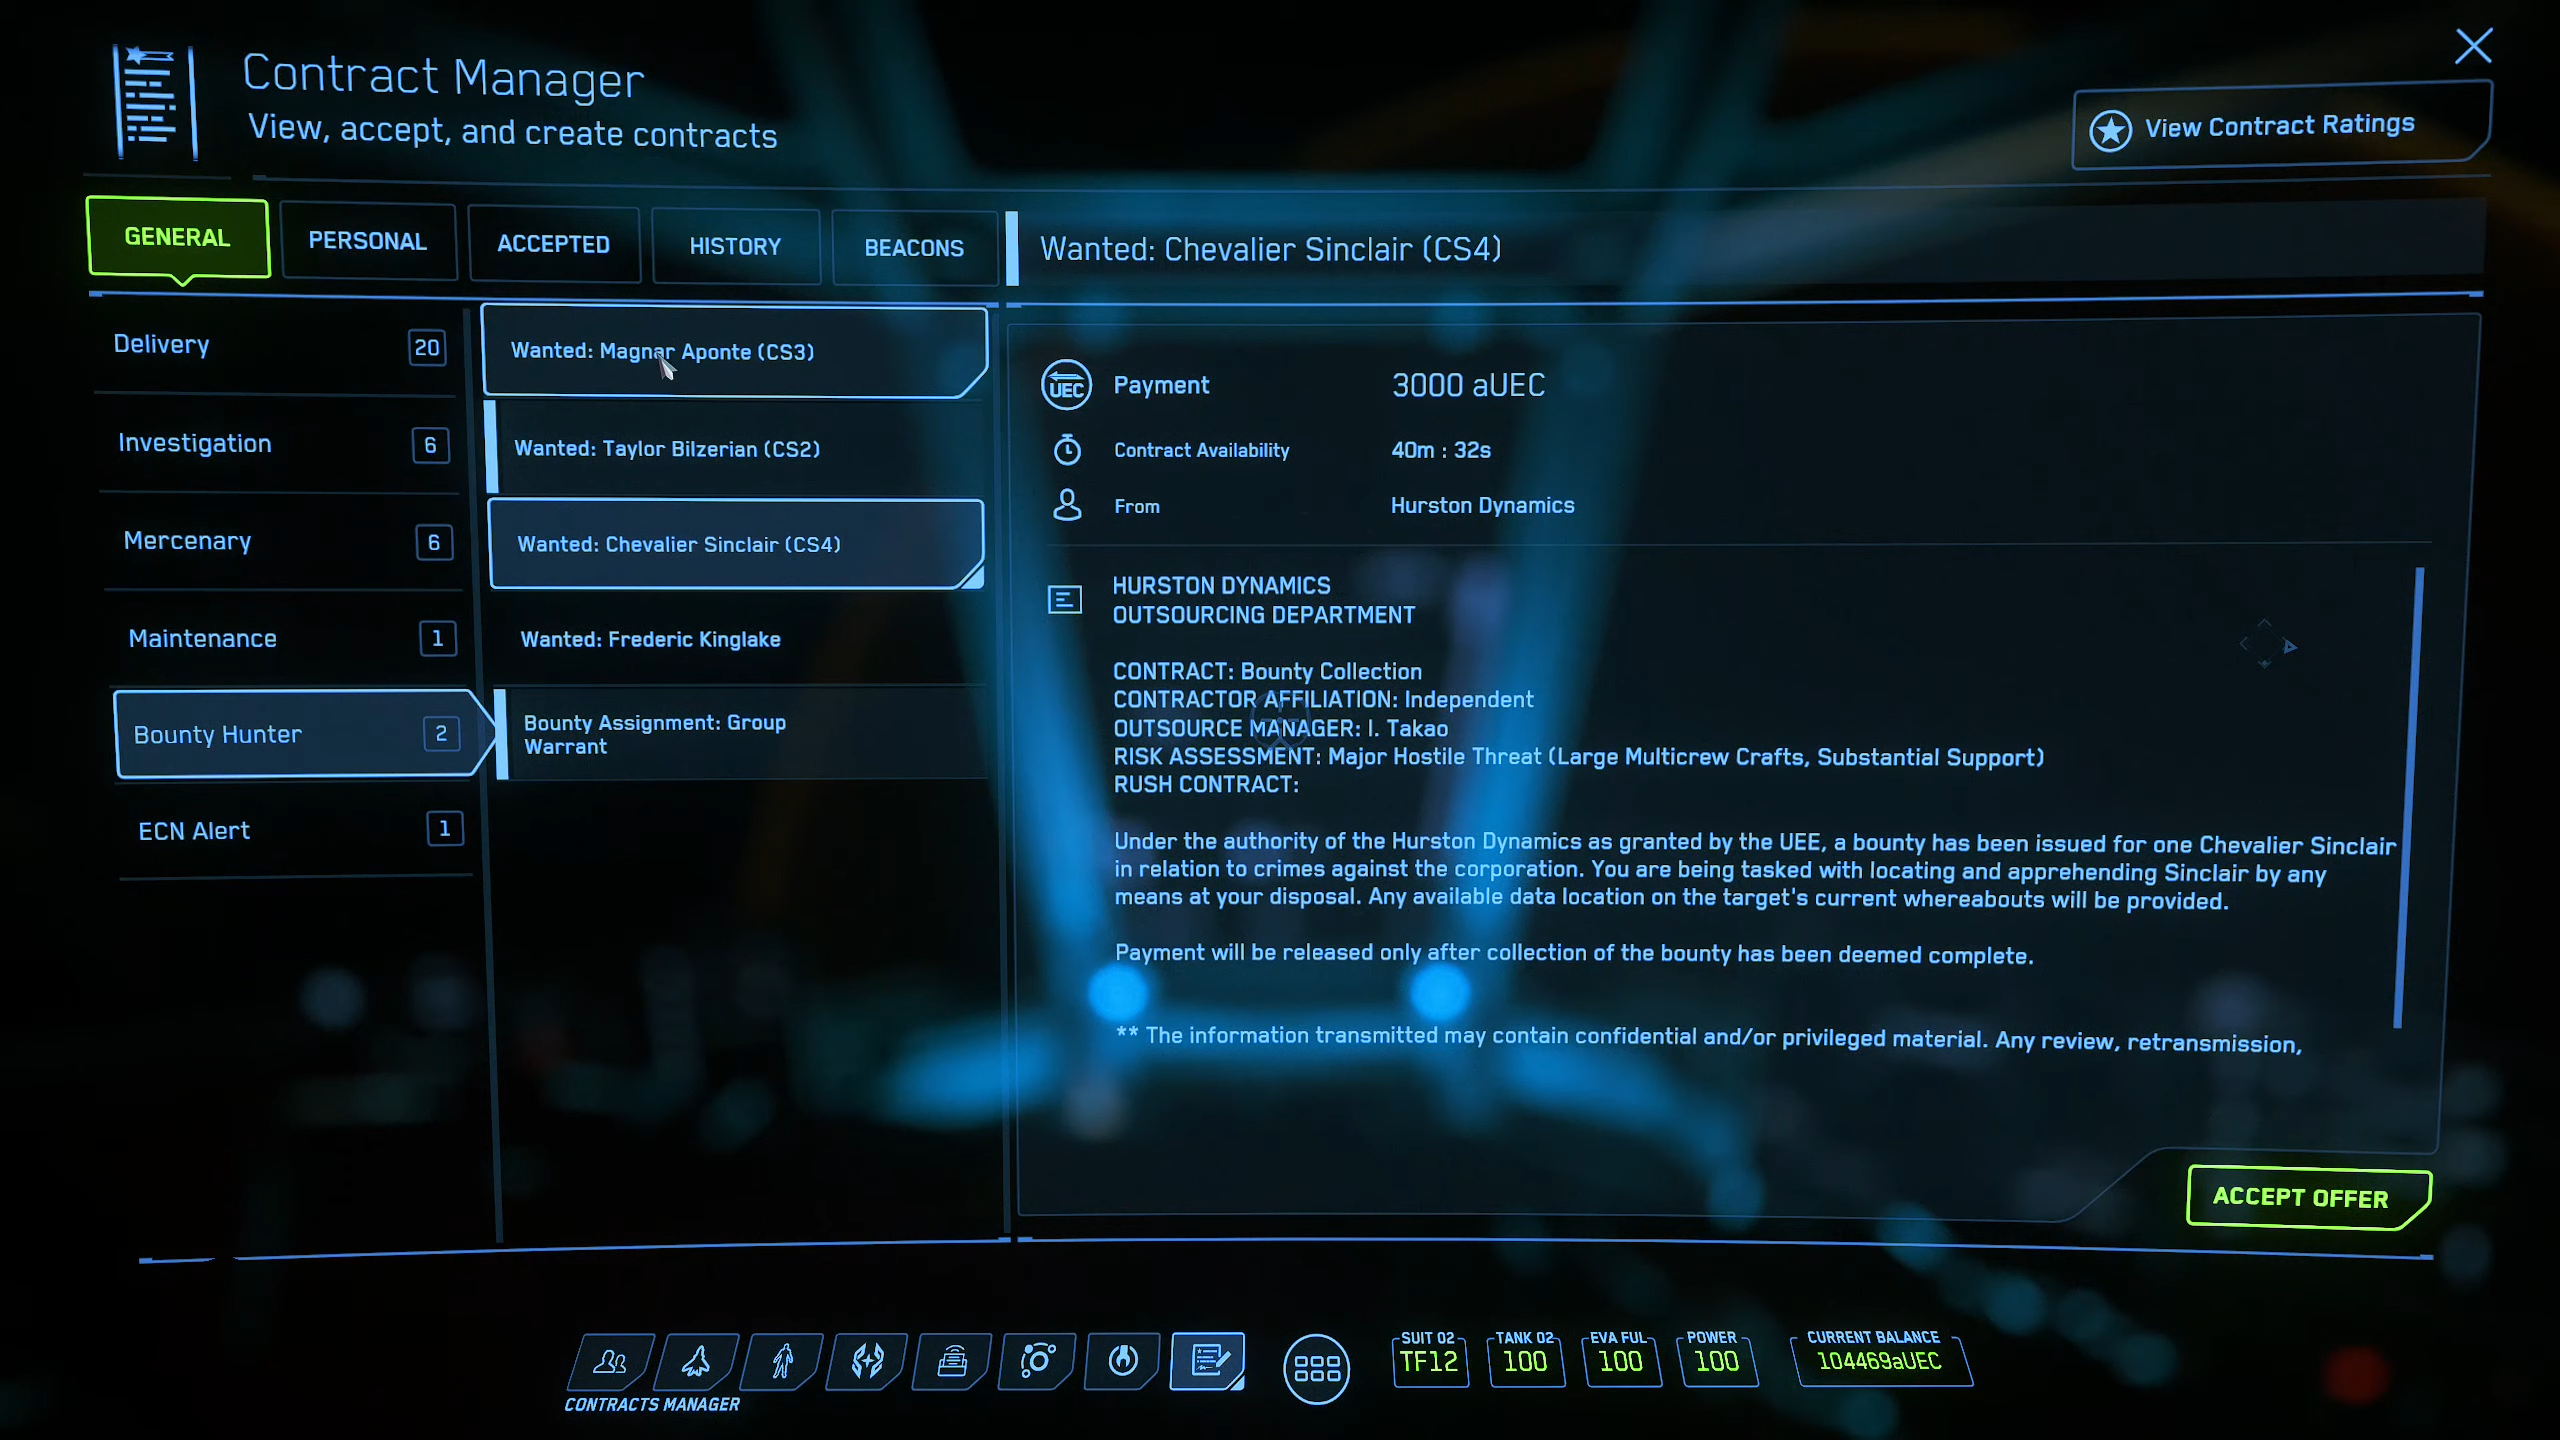 Contract Manager
View, accept, and create contracts
View Contract Ratings
GENERAL
PERSONAL
ACCEPTED
HISTORY
BEACONS
Wanted: Chevalier Sinclair (CS4)
Delivery
20
Investigation
6
Mercenary
6
Maintenance
1
Bounty Hunter
2
ECN Alert
1
Wanted: Magnar Aponte (CS3)
Wanted: Taylor Bilzerian (CS2)
Wanted: Chevalier Sinclair (CS4)
Wanted: Frederic Kinglake
Bounty Assignment: Group
Warrant
UEC
Payment
3000 aUEC
Contract Availability
40m : 32s
From
Hurston Dynamics
HURSTON DYNAMICS
OUTSOURCING DEPARTMENT
CONTRACT: Bounty Collection
CONTRACTOR AFFILIATION: Independent
OUTSOURCE MANAGER: I. Takao
RISK ASSESSMENT: Major Hostile Threat (Large Multicrew Crafts, Substantial Support)
RUSH CONTRACT:
Under the authority of the Hurston Dynamics as granted by the UEE, a bounty has been issued for one Chevalier Sinclair
in relation to crimes against the corporation. You are being tasked with locating and apprehending Sinclair by any
means at your disposal. Any available data location on the target's current whereabouts will be provided.
Payment will be released only after collection of the bounty has been deemed complete.
** The information transmitted may contain confidential and/or privileged material. Any review, retransmission,
ACCEPT OFFER
CONTRACTS MANAGER
SUIT 02
TF12
TANK 02
100
EVA FUL
100
POWER
100
CURRENT BALANCE
104469aUEC